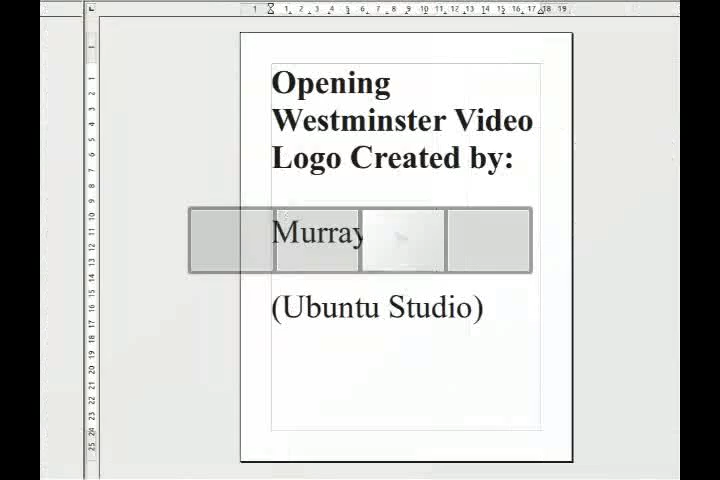 Opening
Westminster Video
Logo Created by:
Murray
(Ubuntu Studio)